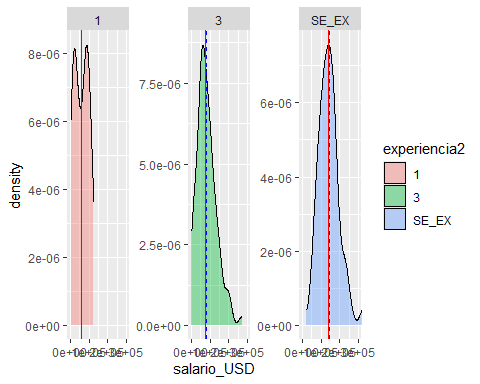 1
3
SE_EX
8e-06
6e-06
4e-06
2e-06
0e+00
7.5e-06
5.0e-06
2.5e-06
0.0e+00
6e-06
4e-06
2e-06
0e+00
density
salario_USD
experiencia2
1
3
SE_EX